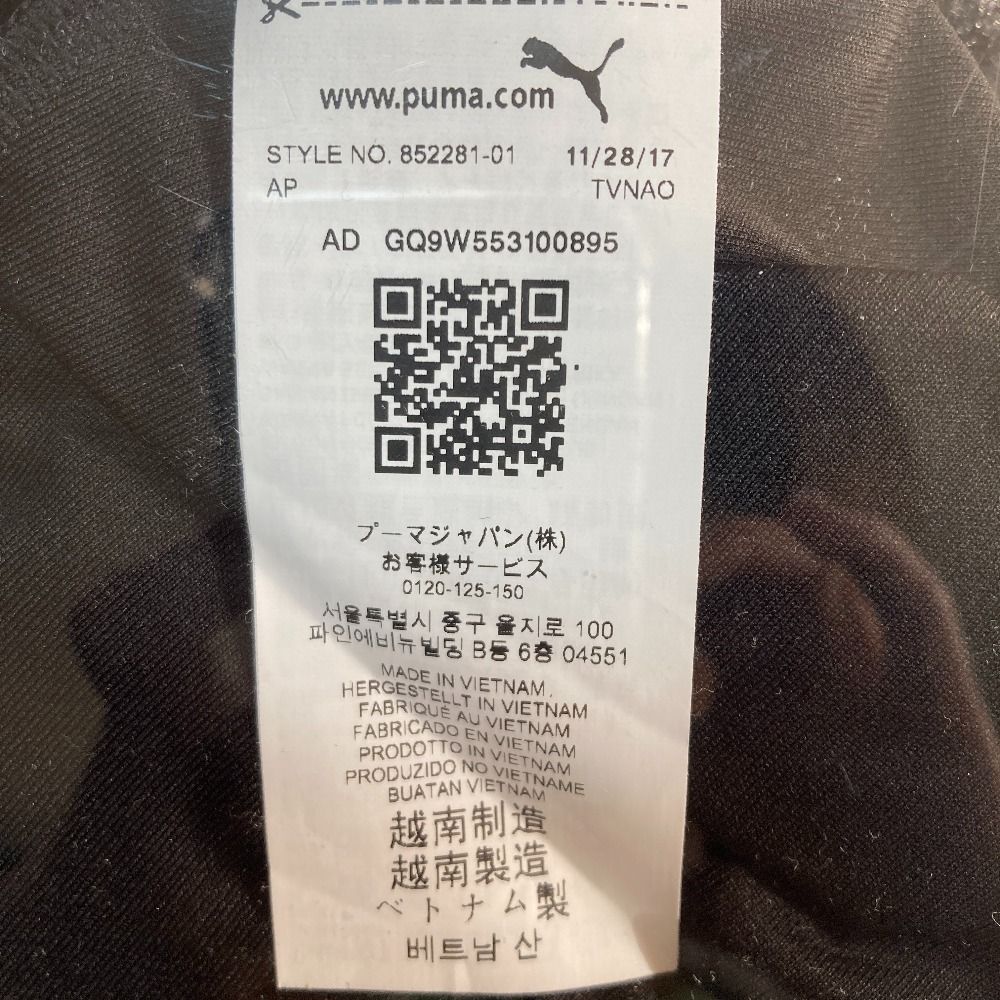 www.puma.com
STYLE NO. 852281-01 11/28/17
AP TVNAO
AD GQ9W553100895
プーマジャパン(株)
お客様サービス
0120-125-150
서울특별시 중구 을지로 100
파인에비뉴빌딩 B동 6층 04551
MADE IN VIETNAM.
HERGESTELLT IN VIETNAM
FABRIQUÉ AU VIETNAM
FABRICADO EN VIETNAM
PRODOTTO IN VIETNAM
PRODUZIDO NO VIETNAME
BUATAN VIETNAM
越南制造
越南製造
ベトナム製
베트남 산